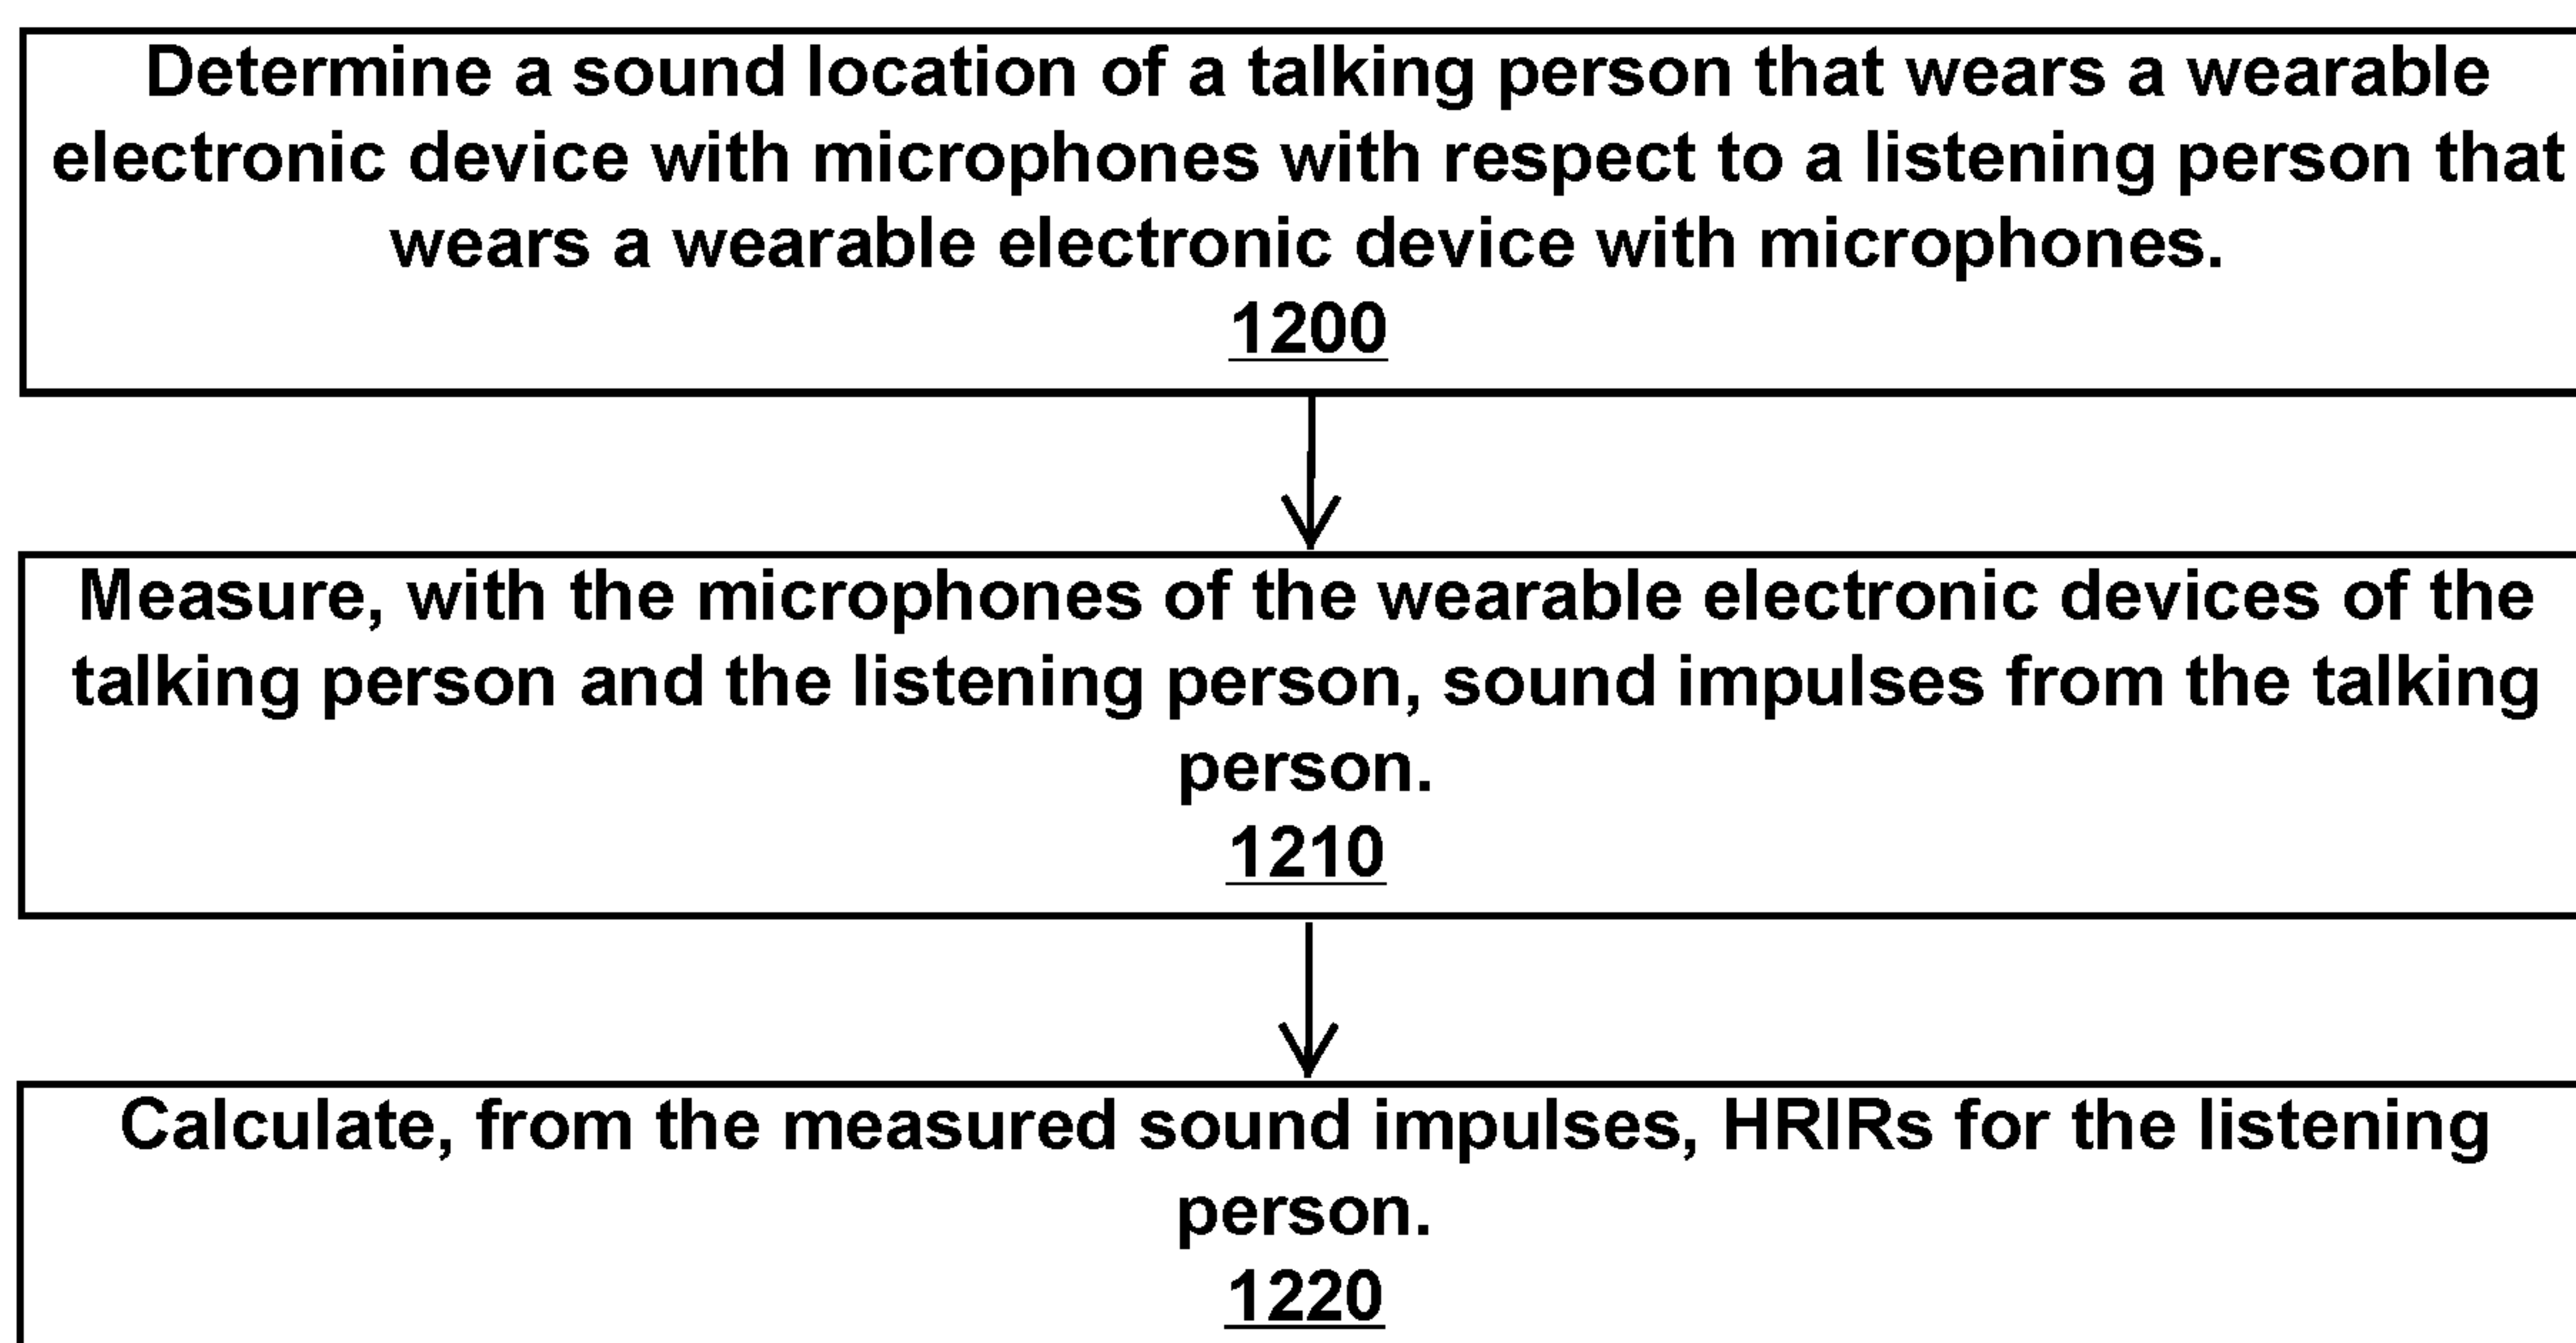 Determine a sound location of a talking person that wears a wearable
electronic device with microphones with respect to a listening person that
wears a wearable electronic device with microphones.
1200
Measure, with the microphones of the wearable electronic devices of the
talking person and the listening person, sound impulses from the talking
person.
1210
Calculate, from the measured sound impulses, HRIRs for the listening
person.
1220